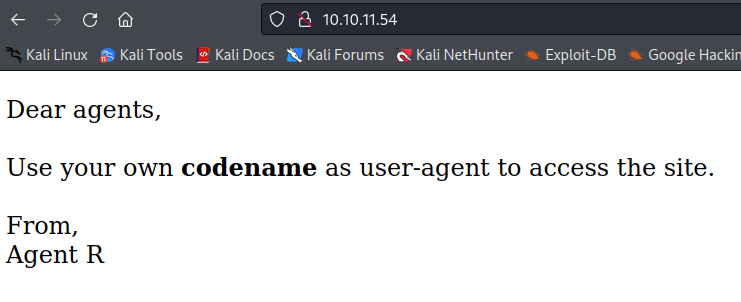 10.10.11.54
Kali Linux Kali Tools Kali Docs Kali Forums Kali NetHunter Exploit-DB Google Hackin
Dear agents,
Use your own codename as user-agent to access the site.
From,
Agent R